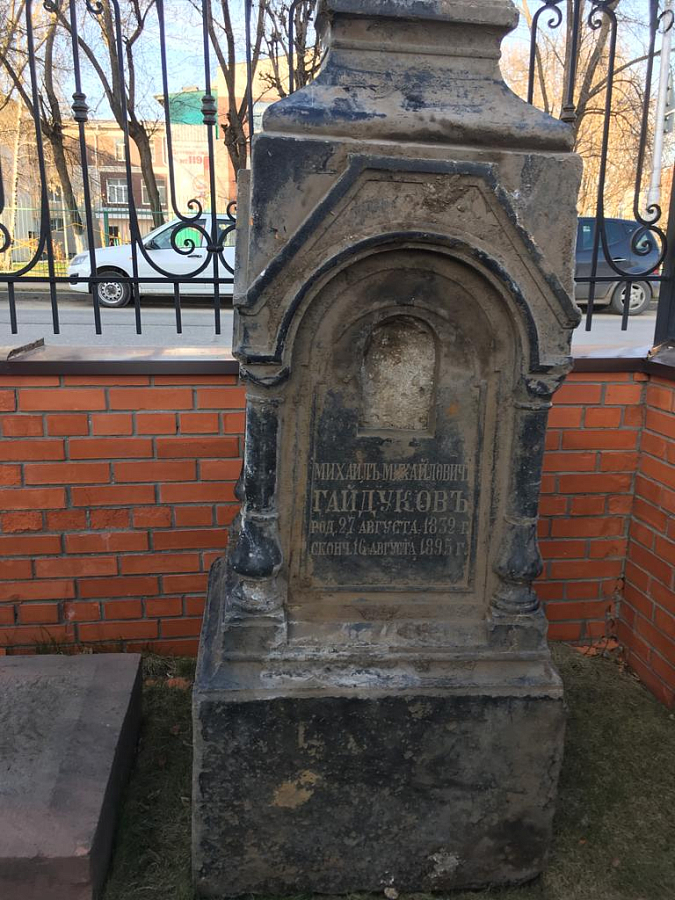 МИХАИЛЪ МИХАЙЛОВИЧЪ
ГАЙДУКОВЪ
РОД. 27 АВГУСТА 1839 Г.
СКОНЧ. 16 АВГУСТА 1895 Г.